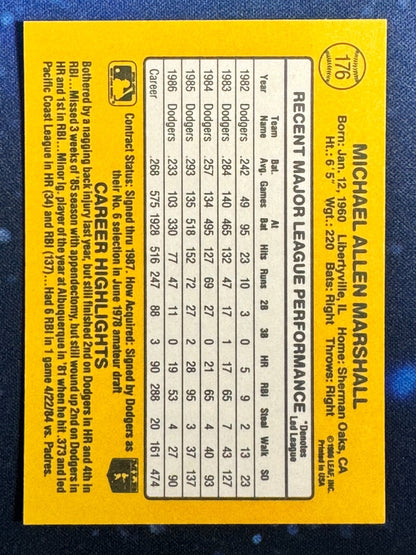 176
MICHAEL ALLEN MARSHALL
Born: Jan. 12, 1960 Libertyville, IL Home: Sherman Oaks, CA
Ht.: 6' 5" Wgt.: 220 Bats: Right Throws: Right
© 1986 LEAF, INC.
Printed in USA
RECENT MAJOR LEAGUE PERFORMANCE
*Denotes
Led League
Year Team Name Bat. Avg. Games At Bat Hits Runs 2B 3B HR RBI Steal Walk SO
1982 Dodgers .242 49 95 23 10 3 0 5 9 2 13 23
1983 Dodgers .284 140 465 132 47 17 1 17 65 7 43 127
1984 Dodgers .257 134 495 127 69 27 0 21 65 4 40 93
1985 Dodgers .293 135 518 152 72 27 2 28 95 3 37 137
1986 Dodgers .233 103 330 77 47 11 0 19 53 4 27 90
Career .268 575 1928 516 247 88 3 90 288 20 161 474
Contract Status: Signed thru 1987. How Acquired: Signed by Dodgers as
their No. 6 selection in June 1978 amateur draft
CAREER HIGHLIGHTS
Bothered by a nagging back injury last year, but still finished 2nd on Dodgers in HR and 4th in
RBI...Missed 3 weeks of '85 season with appendectomy, but still wound up 2nd on Dodgers in
HR and 1st in RBI...Minor lg. player of the year at Albuquerque in '81 when he hit .373 and led
Pacific Coast League in HR (34) and RBI (137)...Had 6 RBI in 1 game 4/22/84 vs. Padres.